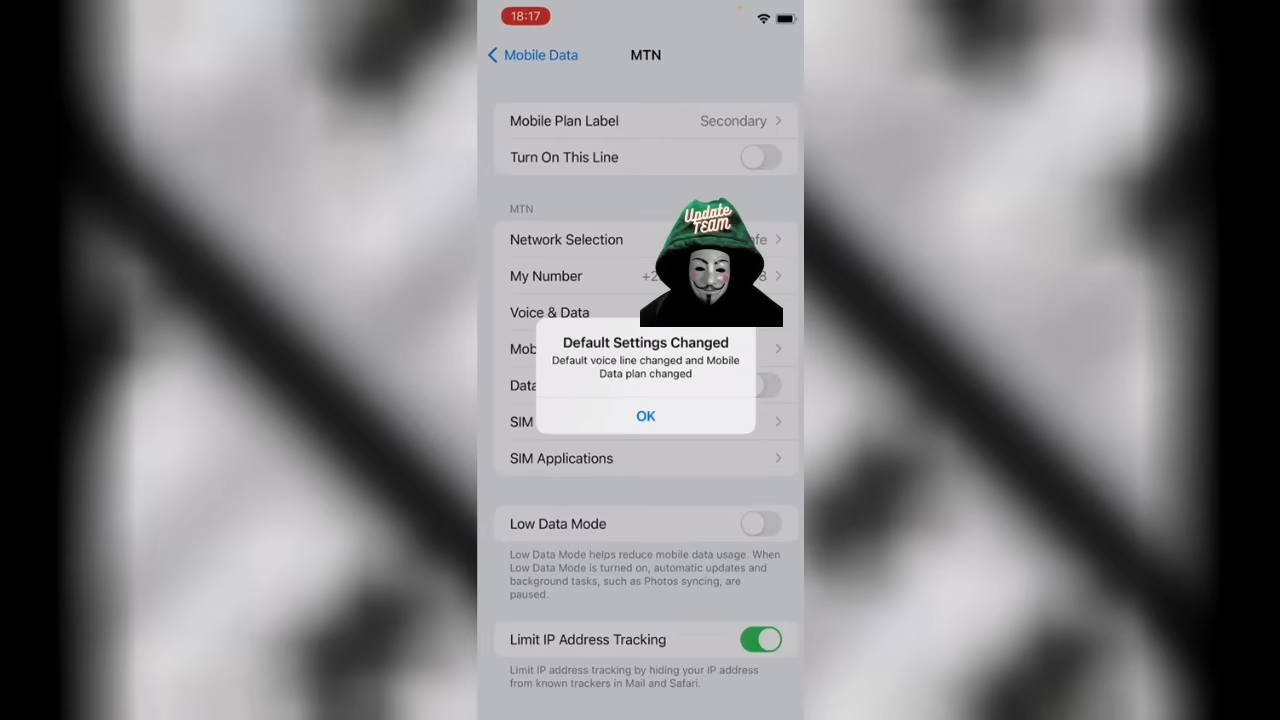 18:17
Mobile Data
MTN
Mobile Plan Label Secondary
Turn On This Line
MTN
Network Selection
Update
TEAM
My Number
Voice & Data
Default Settings Changed
Default voice line changed and Mobile
Data plan changed
Data
SIM
OK
SIM Applications
Low Data Mode
Low Data Mode helps reduce mobile data usage. When
Low Data Mode is turned on, automatic updates and
background tasks, such as Photos syncing, are
paused.
Limit IP Address Tracking
Limit IP address tracking by hiding your IP address
from known trackers in Mail and Safari.